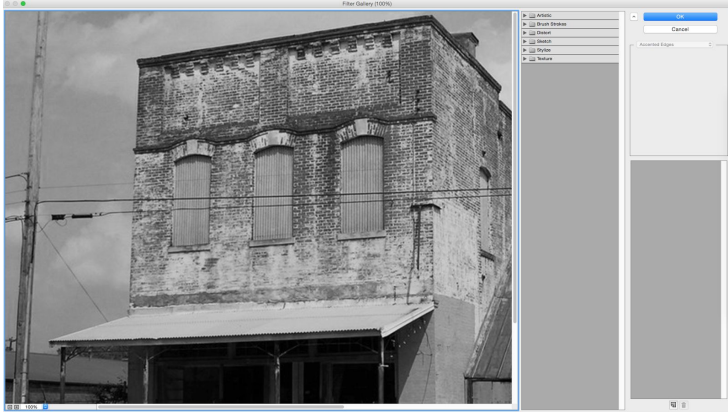 Filter Gallery (100%)
Artistic
Brush Strokes
Distort
Sketch
Stylize
Texture
OK
Cancel
Accented Edges
100%